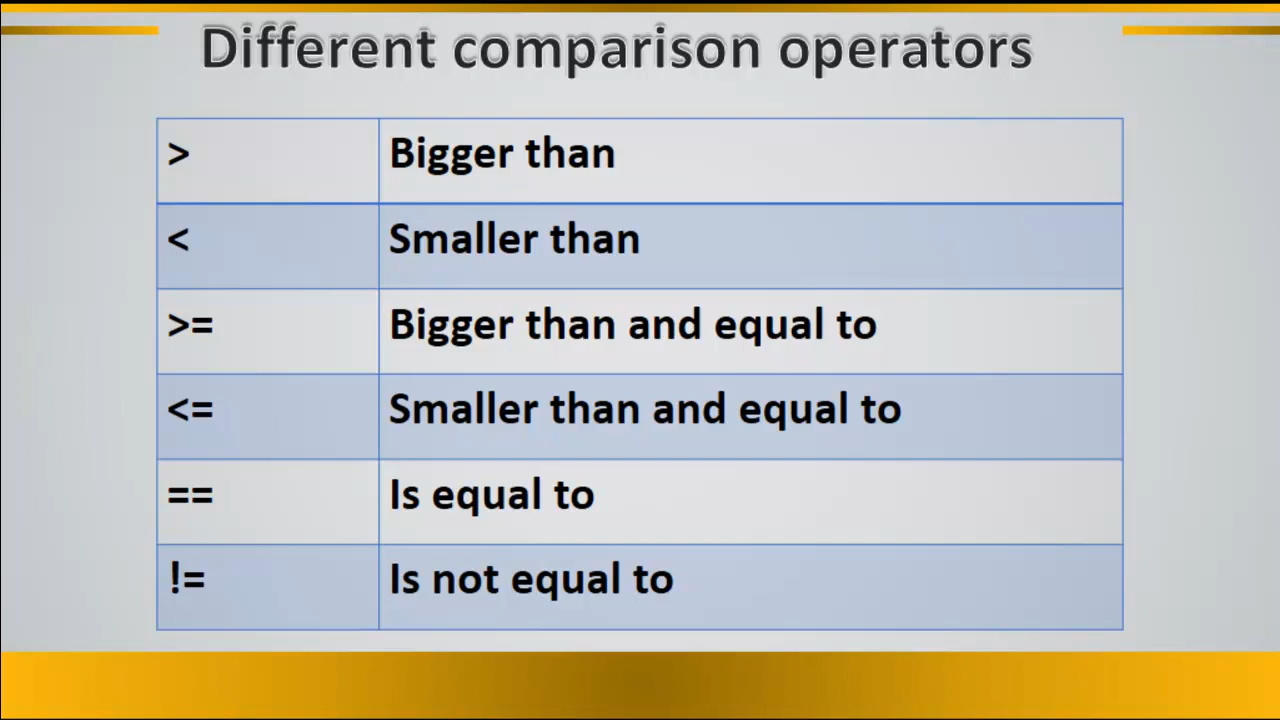 Different comparison operators
> Bigger than
< Smaller than
>= Bigger than and equal to
<= Smaller than and equal to
== Is equal to
!= Is not equal to